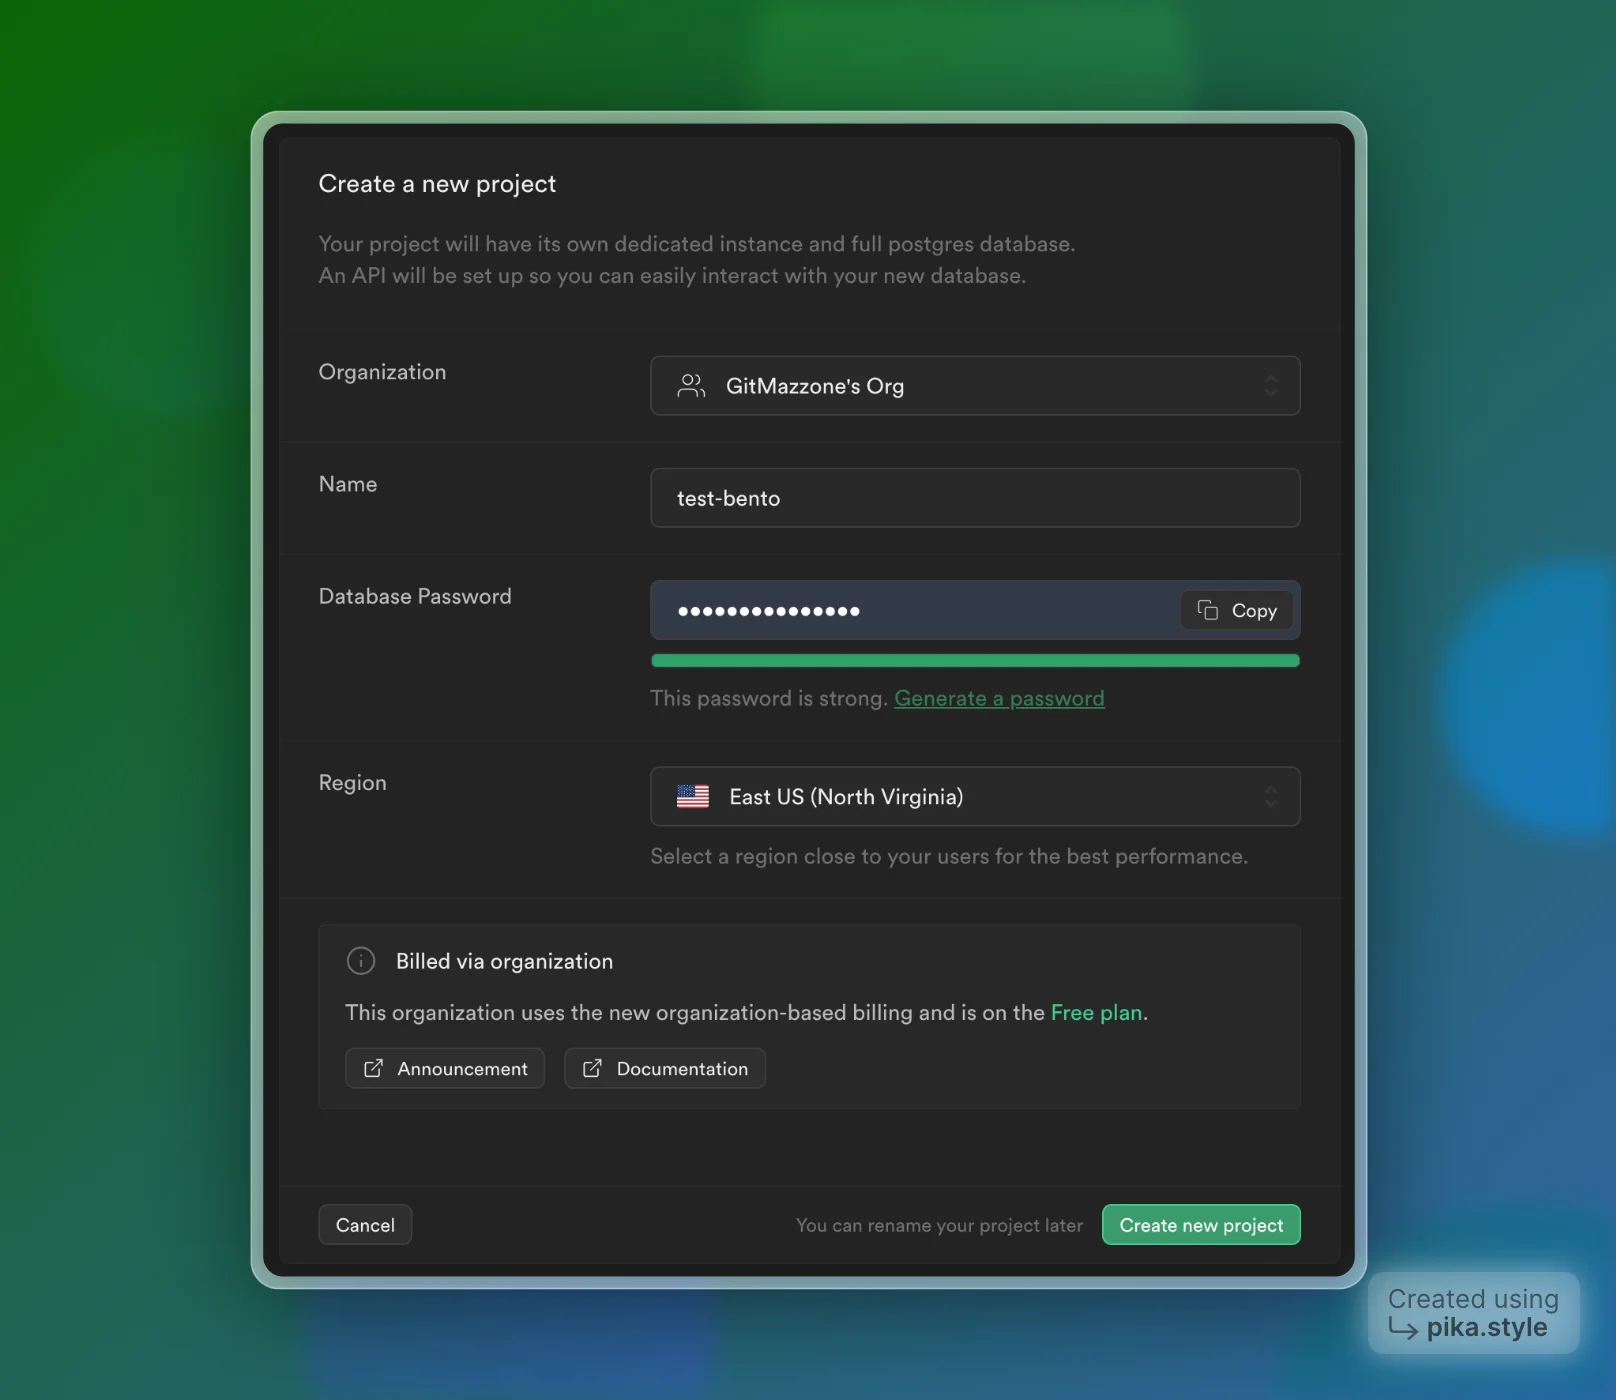 Create a new project
Your project will have its own dedicated instance and full postgres database.
An API will be set up so you can easily interact with your new database.
Organization
GitMazzone's Org
Name
test-bento
Database Password
•••••••••••••••
Copy
This password is strong. Generate a password
Region
East US (North Virginia)
Select a region close to your users for the best performance.
Billed via organization
This organization uses the new organization-based billing and is on the Free plan.
Announcement
Documentation
Cancel
You can rename your project later
Create new project
Created using
pika.style